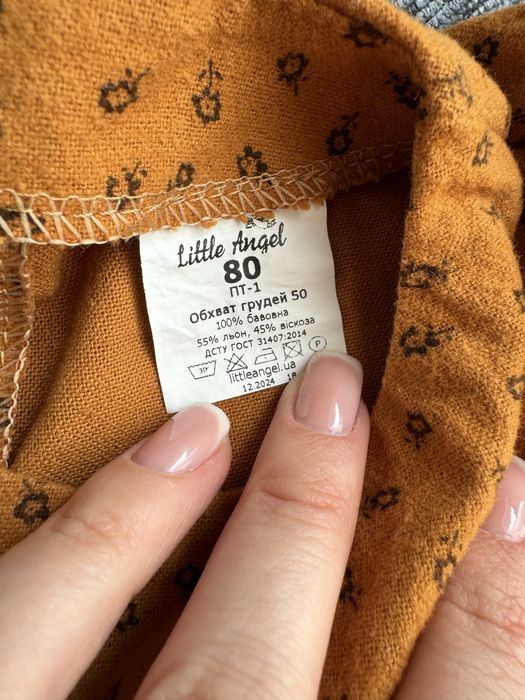 Little Angel
80
ПТ-1
Обхват грудей 50
100% бавовна
55% льон, 45% віскоза
ДСТУ ГОСТ 31407:2014
30° P
littleangel.ua
12.2024 18